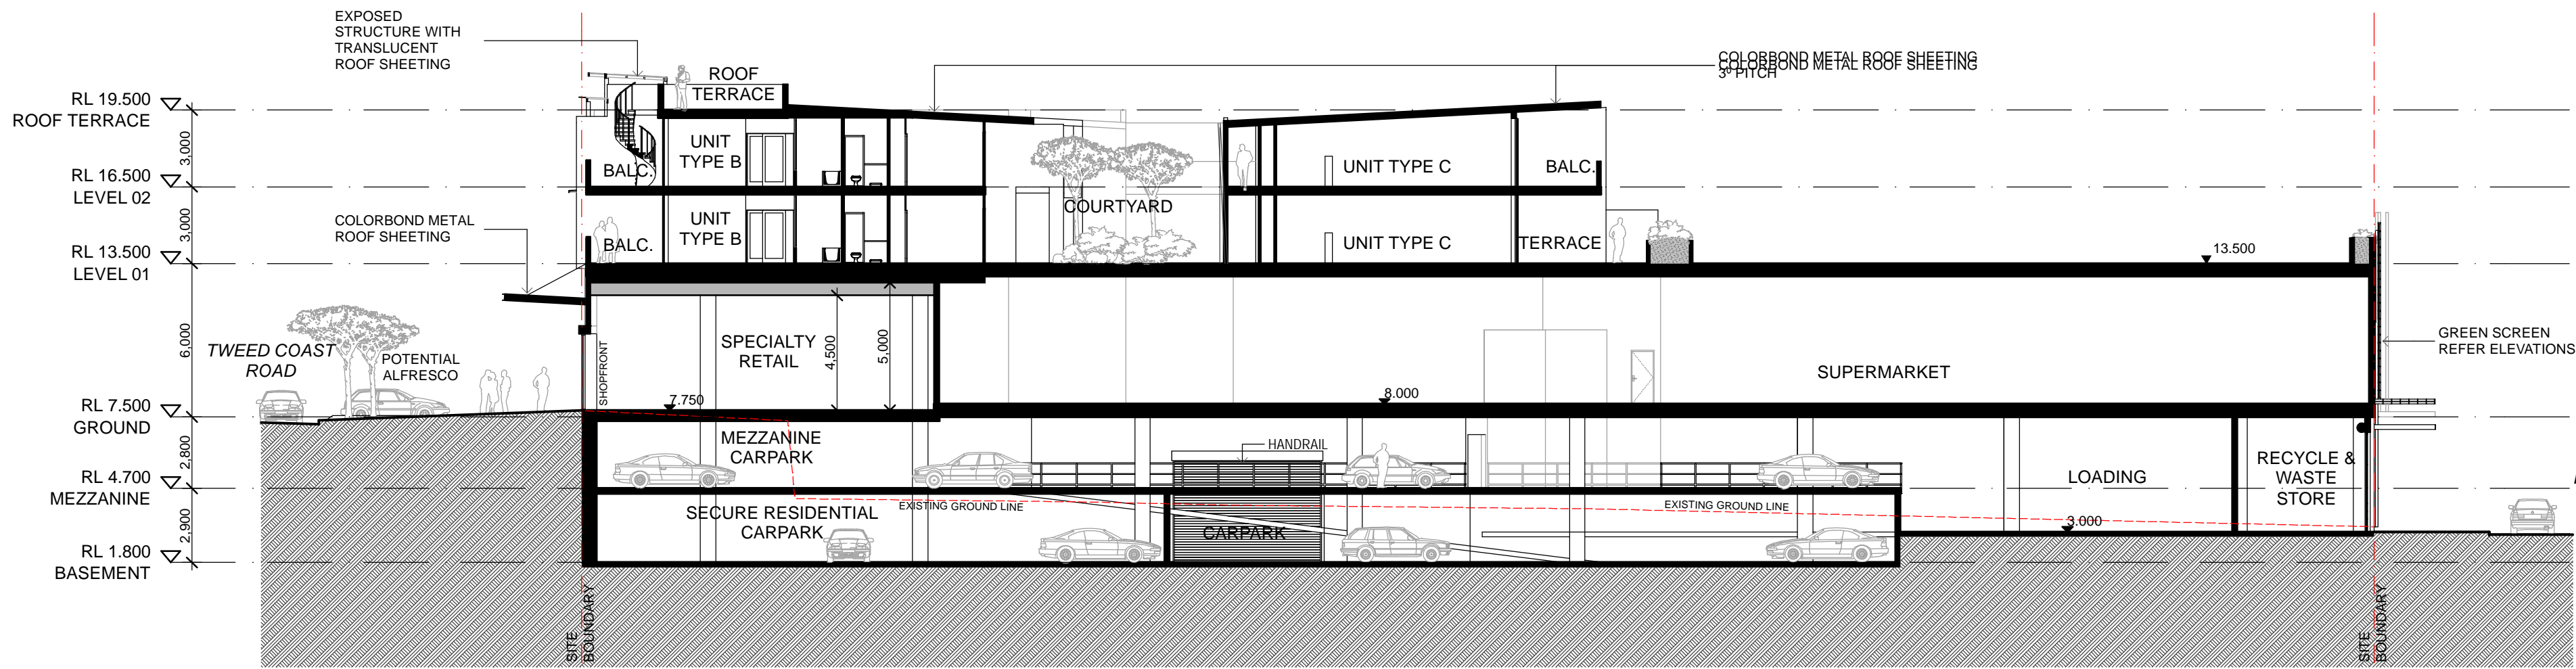 EXPOSED
STRUCTURE WITH
TRANSLUCENT
ROOF SHEETING
ROOF
TERRACE
COLORBOND METAL ROOF SHEETING
COLORBOND METAL ROOF SHEETING
3º PITCH
RL 19.500
ROOF TERRACE
3,000
UNIT
TYPE B
BALC.
UNIT TYPE C
BALC.
RL 16.500
LEVEL 02
3,000
COLORBOND METAL
ROOF SHEETING
UNIT
TYPE B
BALC.
COURTYARD
UNIT TYPE C
TERRACE
13.500
RL 13.500
LEVEL 01
6,000
TWEED COAST
ROAD
POTENTIAL
ALFRESCO
SHOPFRONT
SPECIALTY
RETAIL
4,500
5,000
SUPERMARKET
GREEN SCREEN
REFER ELEVATIONS
7.750
8.000
RL 7.500
GROUND
2,800
MEZZANINE
CARPARK
HANDRAIL
LOADING
RECYCLE &
WASTE
STORE
RL 4.700
MEZZANINE
2,900
SECURE RESIDENTIAL
CARPARK
EXISTING GROUND LINE
CARPARK
EXISTING GROUND LINE
3.000
RL 1.800
BASEMENT
SITE
BOUNDARY
SITE
BOUNDARY